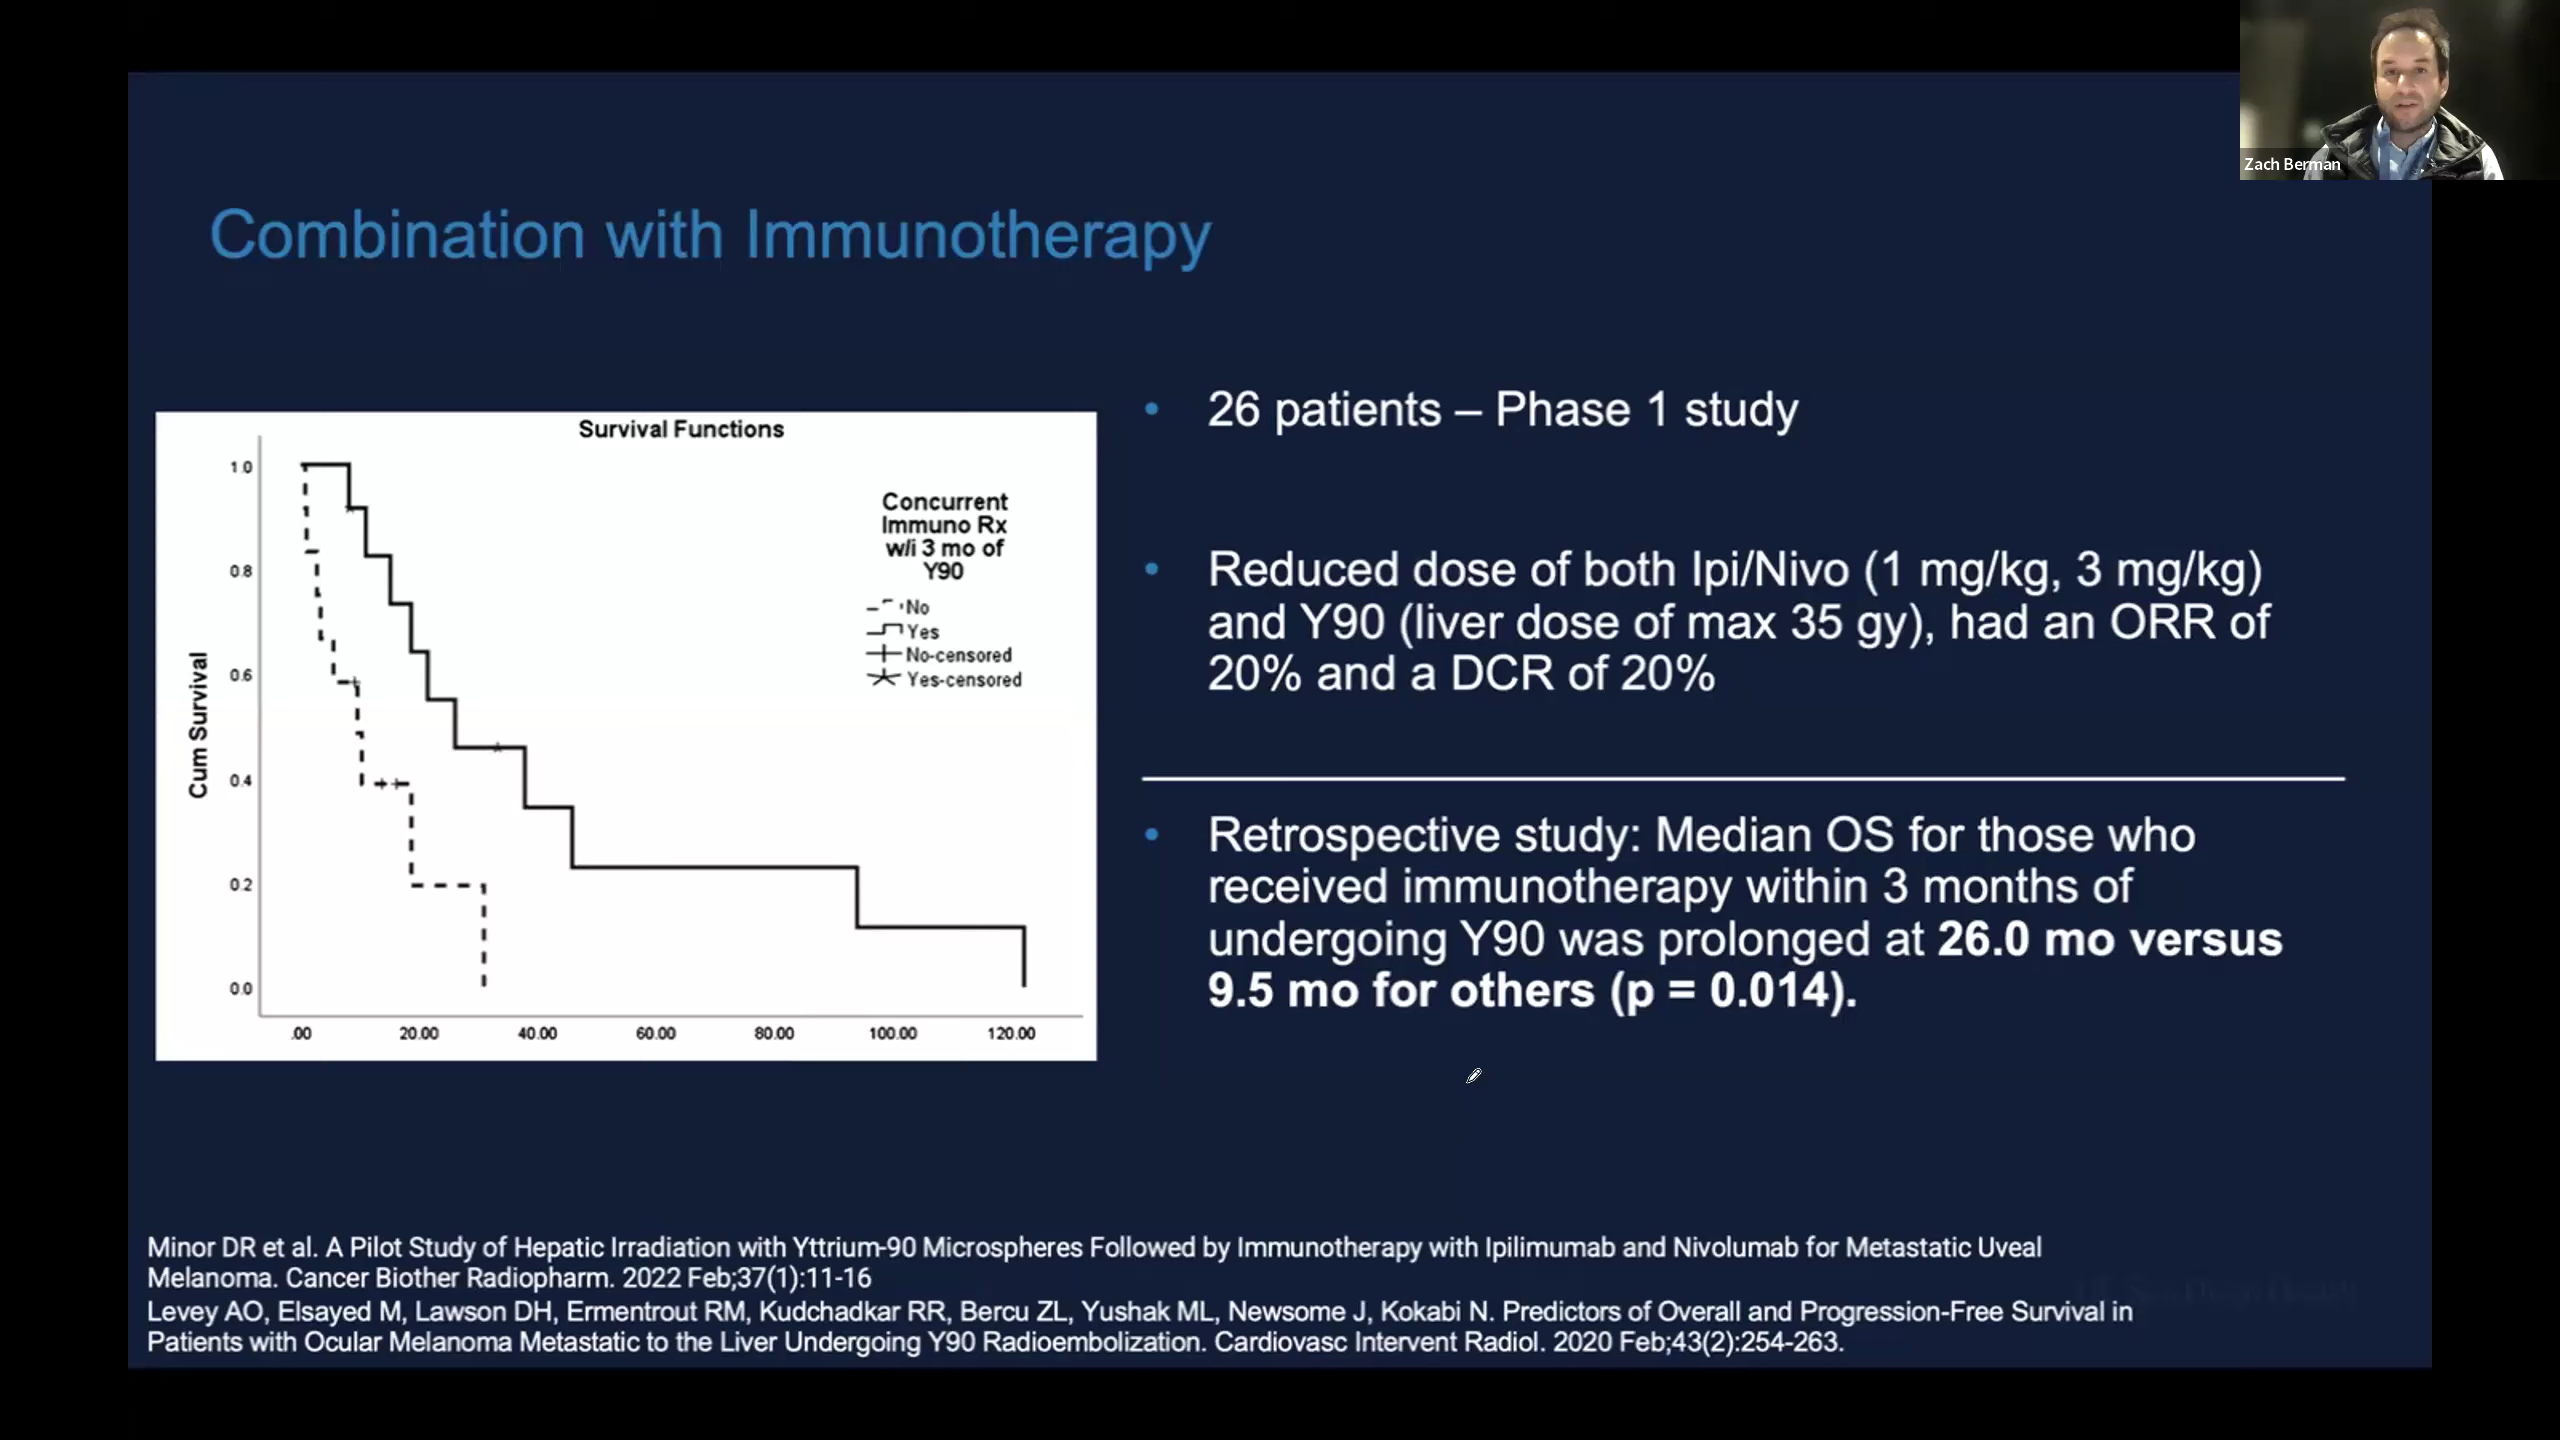 Zach Berman
Combination with Immunotherapy
Survival Functions
1.0
0.8
0.6
0.4
0.2
0.0
Cum Survival
.00 20.00 40.00 60.00 80.00 100.00 120.00
Concurrent
Immuno Rx
w/i 3 mo of
Y90
No
Yes
No-censored
Yes-censored
• 26 patients – Phase 1 study
• Reduced dose of both Ipi/Nivo (1 mg/kg, 3 mg/kg)
and Y90 (liver dose of max 35 gy), had an ORR of
20% and a DCR of 20%
• Retrospective study: Median OS for those who
received immunotherapy within 3 months of
undergoing Y90 was prolonged at 26.0 mo versus
9.5 mo for others (p = 0.014).
Minor DR et al. A Pilot Study of Hepatic Irradiation with Yttrium-90 Microspheres Followed by Immunotherapy with Ipilimumab and Nivolumab for Metastatic Uveal
Melanoma. Cancer Biother Radiopharm. 2022 Feb;37(1):11-16
Levey AO, Elsayed M, Lawson DH, Ermentrout RM, Kudchadkar RR, Bercu ZL, Yushak ML, Newsome J, Kokabi N. Predictors of Overall and Progression-Free Survival in
Patients with Ocular Melanoma Metastatic to the Liver Undergoing Y90 Radioembolization. Cardiovasc Intervent Radiol. 2020 Feb;43(2):254-263.